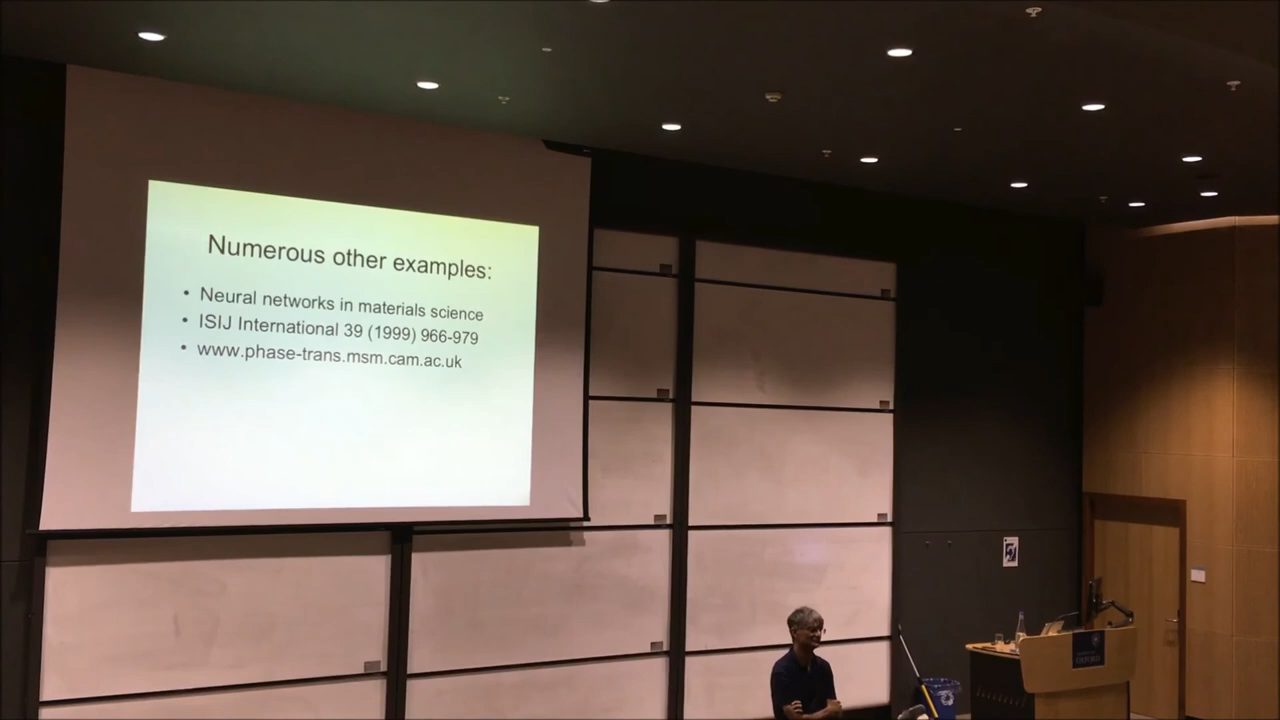 Numerous other examples:
• Neural networks in materials science
• ISIJ International 39 (1999) 966-979
• www.phase-trans.msm.cam.ac.uk
OXFORD